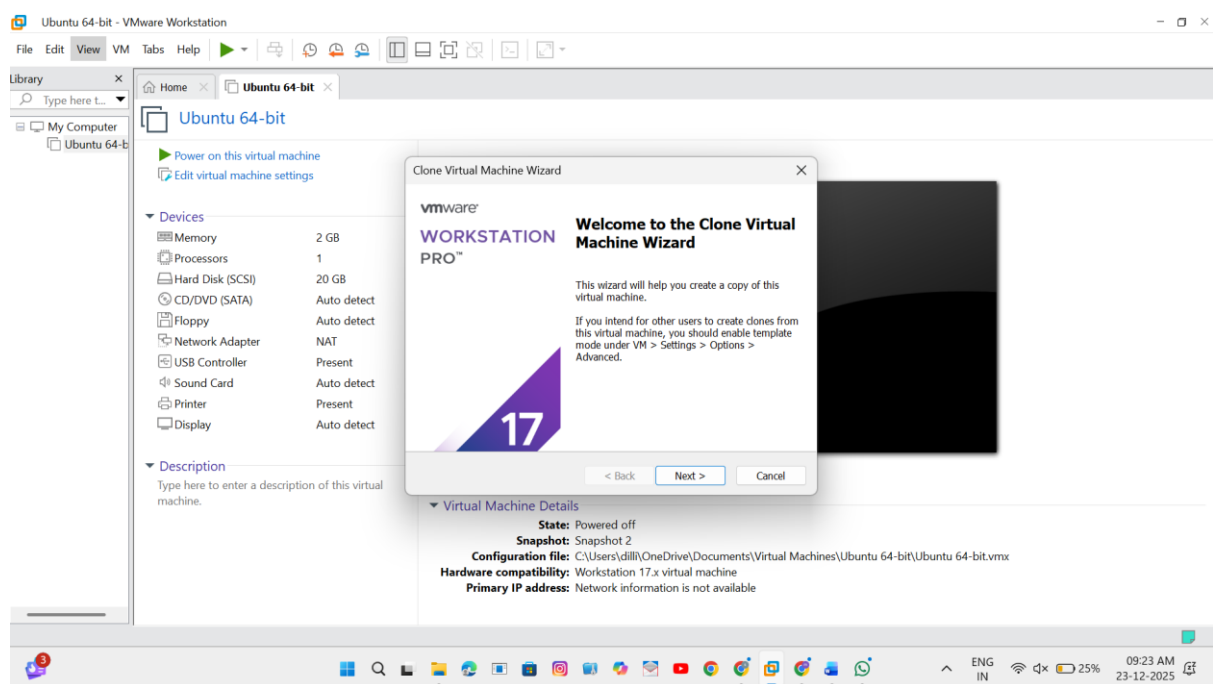 Ubuntu 64-bit - VMware Workstation
File Edit View VM Tabs Help
Library ×
Type here t...
Home
Ubuntu 64-bit
My Computer
Ubuntu 64-b
Ubuntu 64-bit
Power on this virtual machine
Edit virtual machine settings
Devices
Memory 2 GB
Processors 1
Hard Disk (SCSI) 20 GB
CD/DVD (SATA) Auto detect
Floppy Auto detect
Network Adapter NAT
USB Controller Present
Sound Card Auto detect
Printer Present
Display Auto detect
Description
Type here to enter a description of this virtual
machine.
Clone Virtual Machine Wizard
vmware
WORKSTATION
PRO™
17
Welcome to the Clone Virtual
Machine Wizard
This wizard will help you create a copy of this
virtual machine.
If you intend for other users to create clones from
this virtual machine, you should enable template
mode under VM > Settings > Options >
Advanced.
< Back Next > Cancel
Virtual Machine Details
State: Powered off
Snapshot: Snapshot 2
Configuration file: C:\Users\dilli\OneDrive\Documents\Virtual Machines\Ubuntu 64-bit\Ubuntu 64-bit.vmx
Hardware compatibility: Workstation 17.x virtual machine
Primary IP address: Network information is not available
3
ENG
IN
25%
09:23 AM
23-12-2025